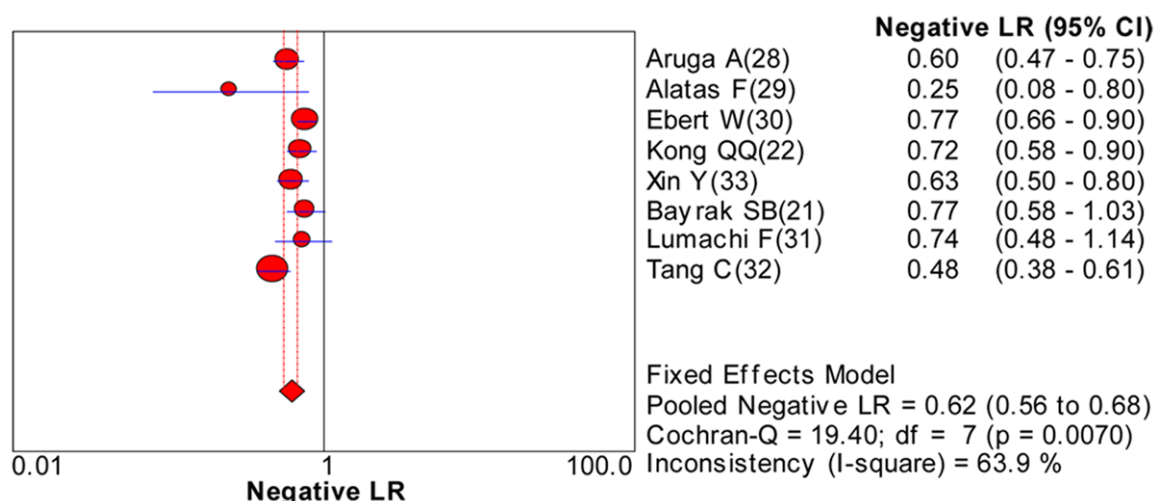 Negative LR (95% CI)
Aruga A(28) 0.60 (0.47 - 0.75)
Alatas F(29) 0.25 (0.08 - 0.80)
Ebert W(30) 0.77 (0.66 - 0.90)
Kong QQ(22) 0.72 (0.58 - 0.90)
Xin Y(33) 0.63 (0.50 - 0.80)
Bayrak SB(21) 0.77 (0.58 - 1.03)
Lumachi F(31) 0.74 (0.48 - 1.14)
Tang C(32) 0.48 (0.38 - 0.61)
Fixed Effects Model
Pooled Negative LR = 0.62 (0.56 to 0.68)
Cochran-Q = 19.40; df = 7 (p = 0.0070)
Inconsistency (I-square) = 63.9 %
0.01 1 100.0
Negative LR